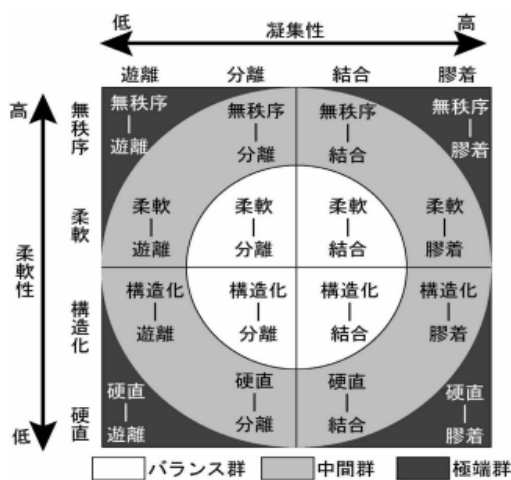 低 高
凝集性
遊離 分離 結合 膠着
高
無秩序
無秩序｜遊離
無秩序｜分離
無秩序｜結合
無秩序｜膠着
柔軟性
柔軟
柔軟｜遊離
柔軟｜分離
柔軟｜結合
柔軟｜膠着
構造化
構造化｜遊離
構造化｜分離
構造化｜結合
構造化｜膠着
低
硬直
硬直｜遊離
硬直｜分離
硬直｜結合
硬直｜膠着
バランス群 中間群 極端群